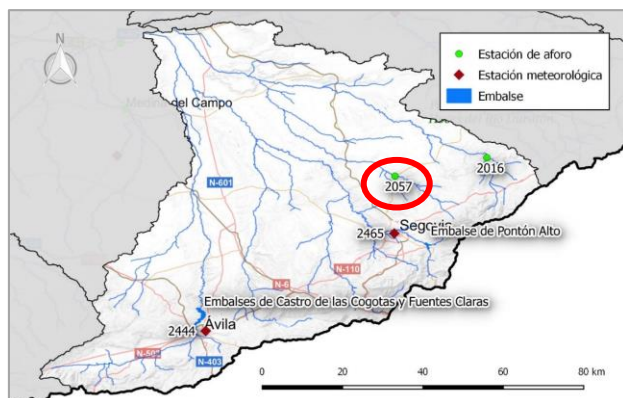 Estación de aforo
Estación meteorológica
Embalse
Medina del Campo
N-601
2016
2057
2465
Segovia
Embalse de Pontón Alto
N-110
N-6
Embalses de Castro de las Cogotas y Fuentes Claras
2444
Ávila
N-403
0 20 40 60 80 km